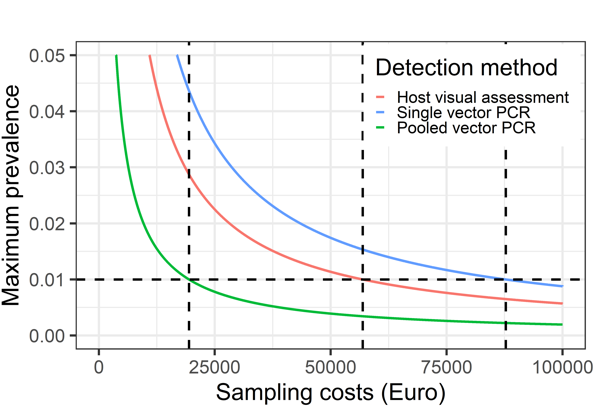 Detection method
Host visual assessment
Single vector PCR
Pooled vector PCR
Maximum prevalence
0.05
0.04
0.03
0.02
0.01
0.00
0 25000 50000 75000 100000
Sampling costs (Euro)